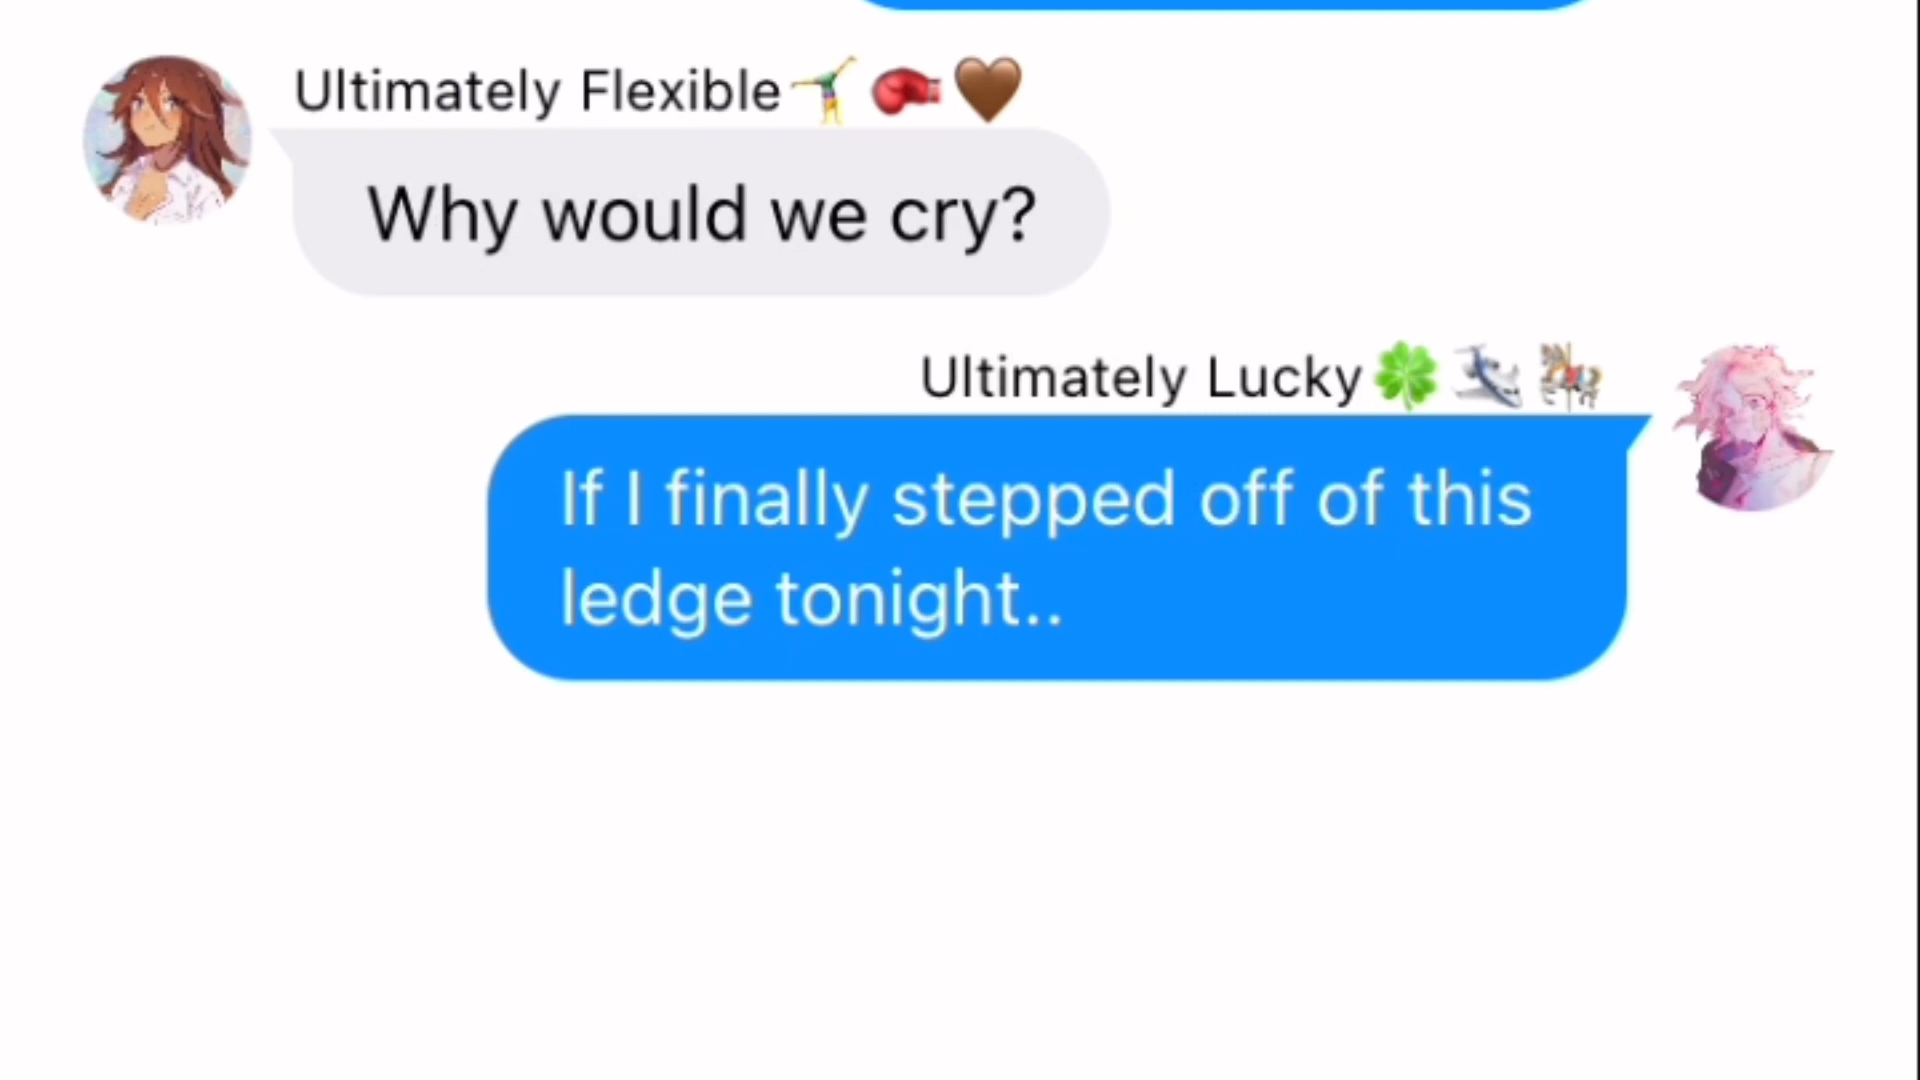 Ultimately Flexible🤸🥊🤎
Why would we cry?
Ultimately Lucky🍀🛩️🎠
If I finally stepped off of this
ledge tonight..